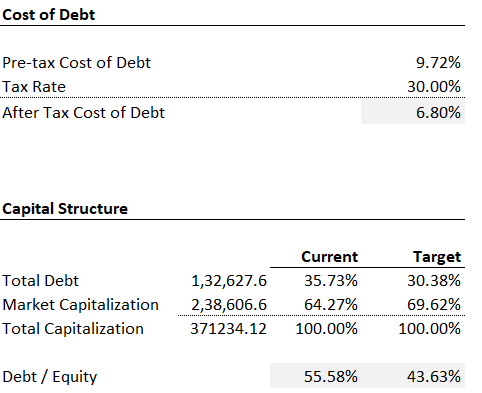 Cost of Debt
Pre-tax Cost of Debt 9.72%
Tax Rate 30.00%
After Tax Cost of Debt 6.80%
Capital Structure
Current Target
Total Debt 1,32,627.6 35.73% 30.38%
Market Capitalization 2,38,606.6 64.27% 69.62%
Total Capitalization 371234.12 100.00% 100.00%
Debt / Equity 55.58% 43.63%